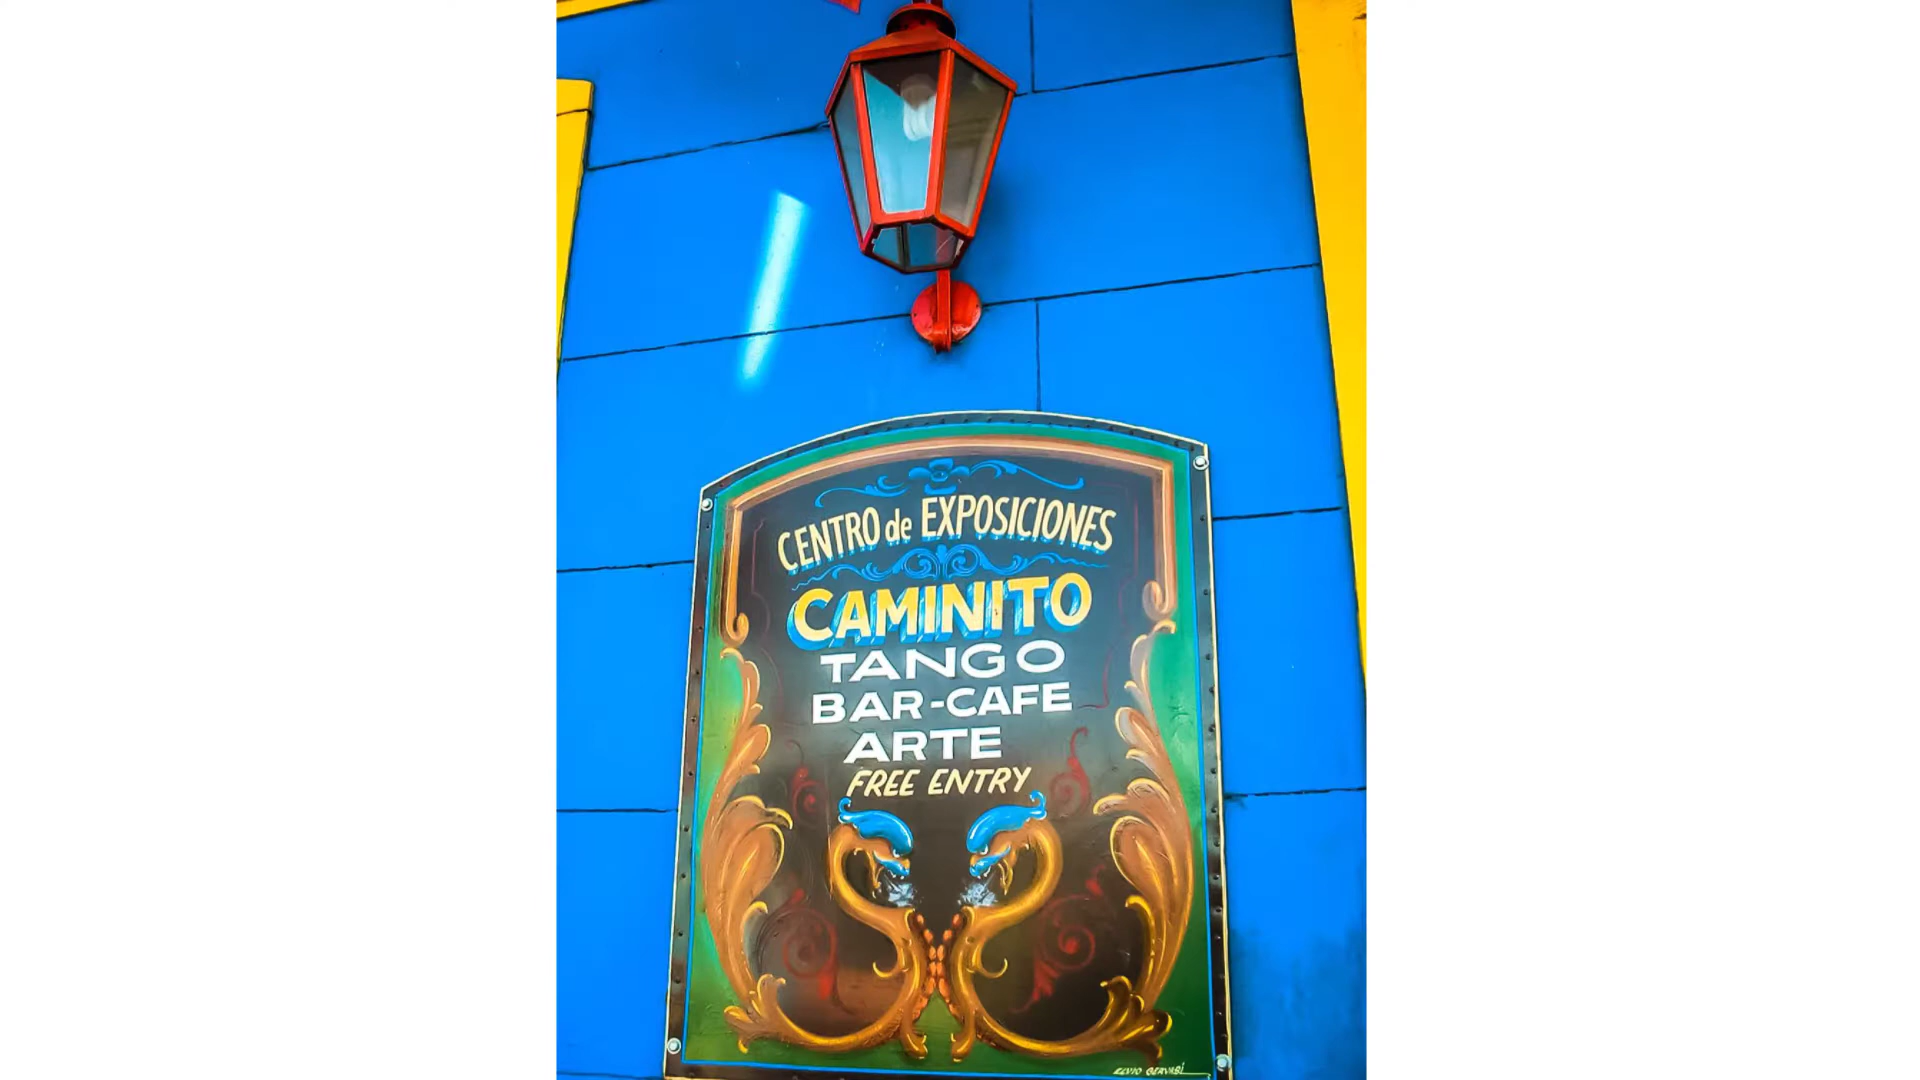 CENTRO de EXPOSICIONES
CAMINITO
TANGO
BAR-CAFE
ARTE
FREE ENTRY